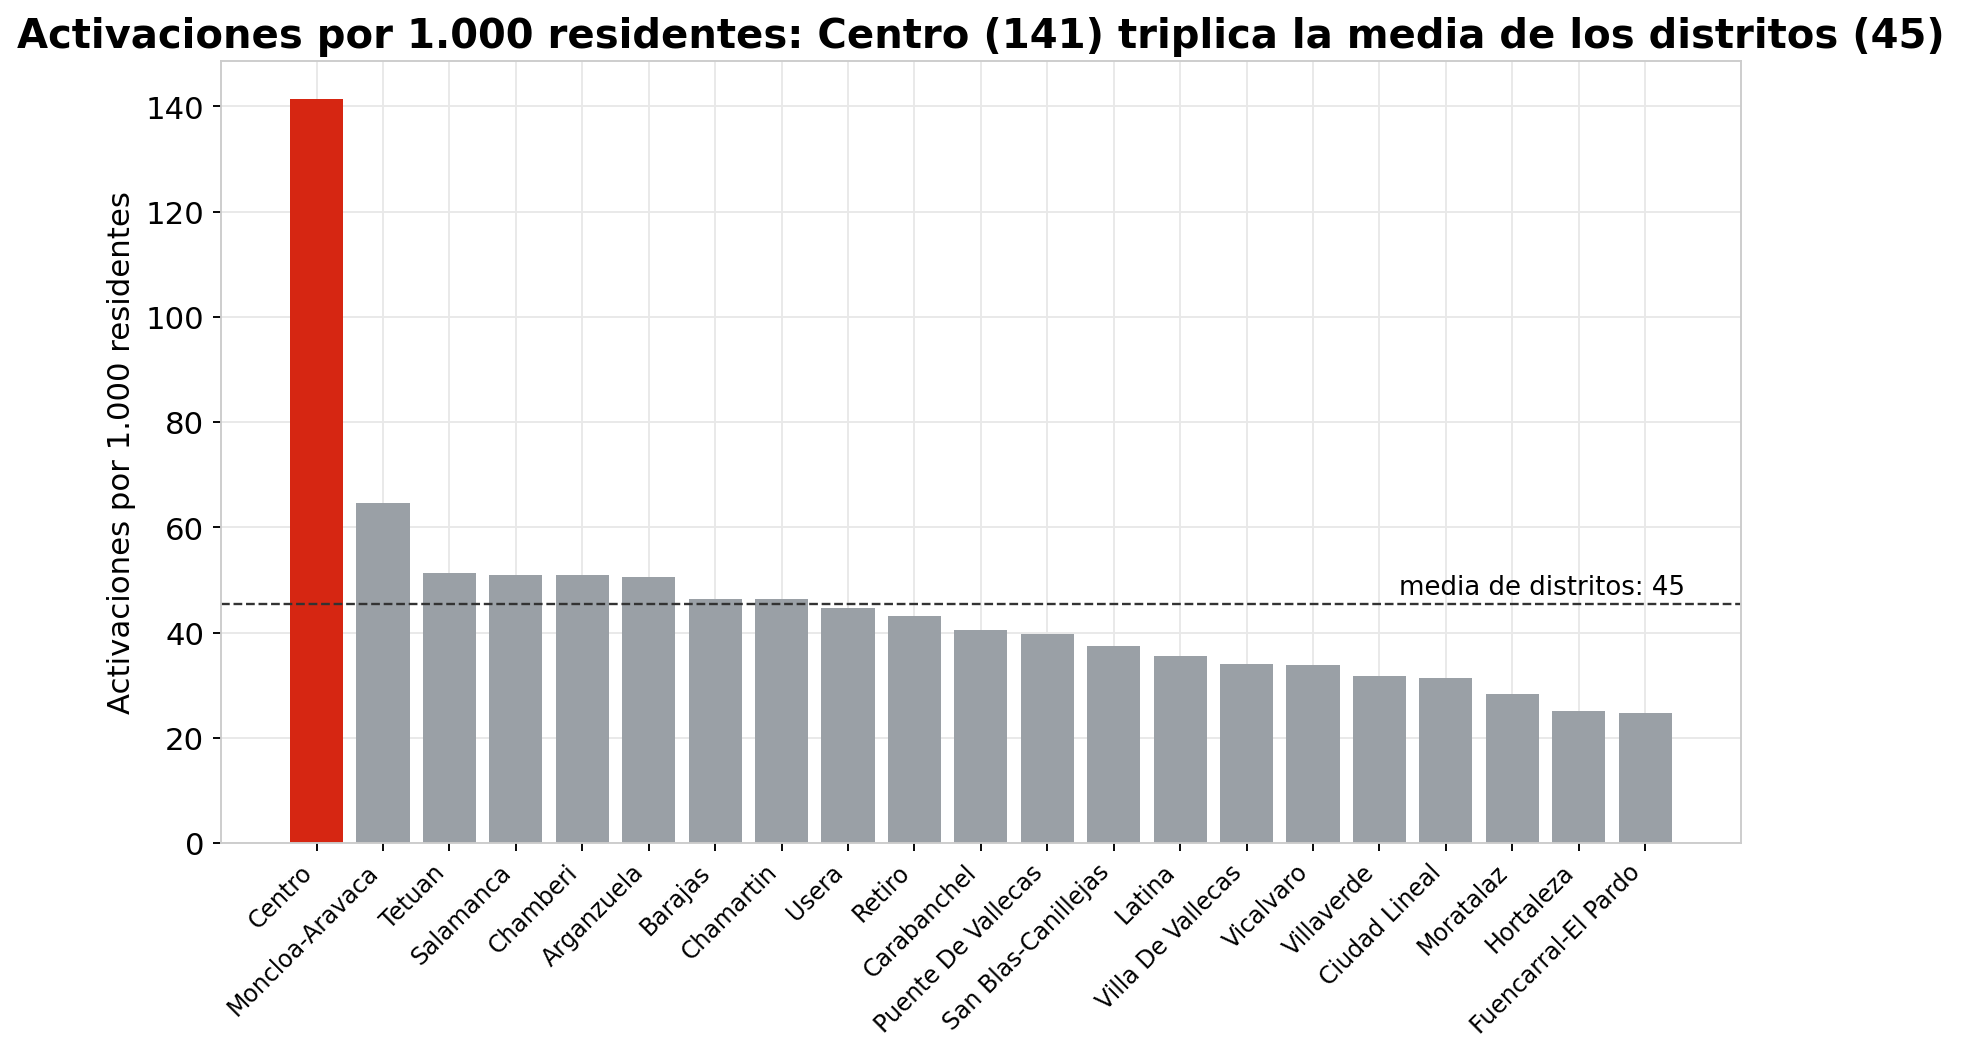 Activaciones por 1.000 residentes: Centro (141) triplica la media de los distritos (45)
Activaciones por 1.000 residentes
140
120
100
80
60
40
20
0
media de distritos: 45
Centro
Moncloa-Aravaca
Tetuan
Salamanca
Chamberi
Arganzuela
Barajas
Chamartin
Usera
Retiro
Carabanchel
Puente De Vallecas
San Blas-Canillejas
Latina
Villa De Vallecas
Vicalvaro
Villaverde
Ciudad Lineal
Moratalaz
Hortaleza
Fuencarral-El Pardo